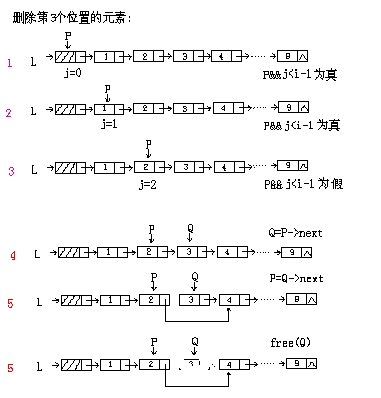 删除第3个位置的元素:
P
1 L 1 2 3 4 9 ∧
j=0 P&&j<i-1为真
P
2 L 1 2 3 4 9 ∧
j=1 P&&j<i-1为真
P
3 L 1 2 3 4 9 ∧
j=2 P&&j<i-1为假
P Q Q=P->next
4 L 1 2 3 4 9 ∧
P Q P=Q->next
5 L 1 2 3 4 9 ∧
P Q free(Q)
5 L 1 2 3 4 9 ∧